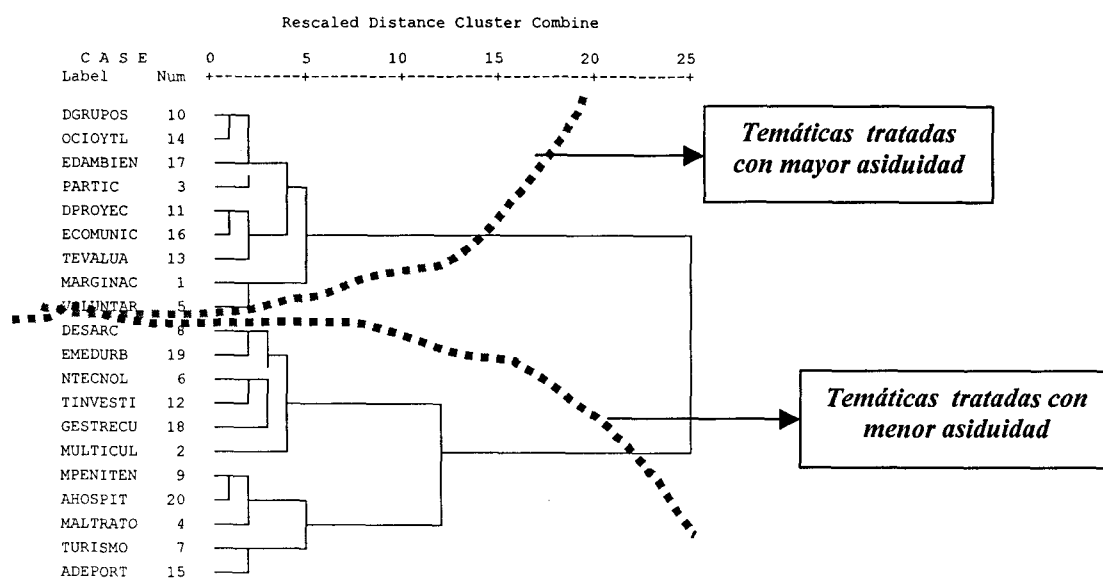 Rescaled Distance Cluster Combine
C A S E 0 5 10 15 20 25
Label Num +---------+---------+---------+---------+---------+
DGRUPOS 10
OCIOYTL 14
EDAMBIEN 17
PARTIC 3
DPROYEC 11
ECOMUNIC 16
TEVALUA 13
MARGINAC 1
VOLUNTAR 5
DESARC
EMEDURB 19
NTECNOL 6
TINVESTI 12
GESTRECU 18
MULTICUL 2
MPENITEN 9
AHOSPIT 20
MALTRATO 4
TURISMO 7
ADEPORT 15
Temáticas tratadas
con mayor asiduidad
Temáticas tratadas con
menor asiduidad